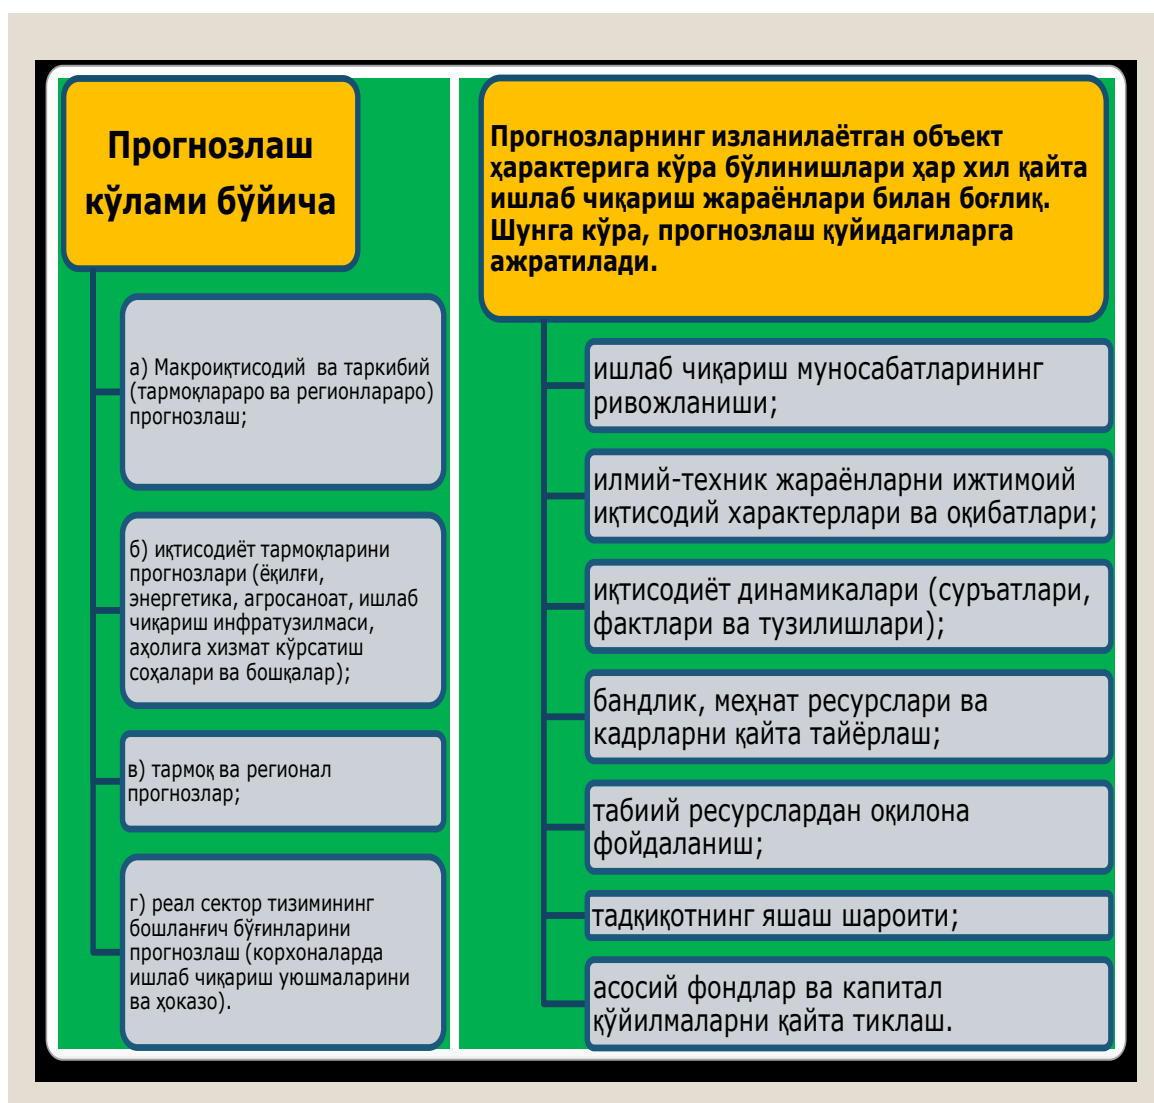 Прогнозлаш
кўлами бўйича
а) Макроиқтисодий ва таркибий
(тармоқлараро ва регионлараро)
прогнозлаш;
б) иқтисодиёт тармоқларини
прогнозлари (ёқилғи,
энергетика, агросаноат, ишлаб
чиқариш инфратузилмаси,
аҳолига хизмат кўрсатиш
соҳалари ва бошқалар);
в) тармоқ ва регионал
прогнозлар;
г) реал сектор тизимининг
бошланғич бўғинларини
прогнозлаш (корхоналарда
ишлаб чиқариш уюшмаларини
ва ҳоказо).
Прогнозларнинг изланилаётган объект
ҳарактерига кўра бўлинишлари ҳар хил қайта
ишлаб чиқариш жараёнлари билан боғлиқ.
Шунга кўра, прогнозлаш қуйидагиларга
ажратилади.
ишлаб чиқариш муносабатларининг
ривожланиши;
илмий-техник жараёнларни ижтимоий
иқтисодий характерлари ва оқибатлари;
иқтисодиёт динамикалари (суръатлари,
фактлари ва тузилишлари);
бандлик, меҳнат ресурслари ва
кадрларни қайта тайёрлаш;
табиий ресурслардан оқилона
фойдаланиш;
тадқиқотнинг яшаш шароити;
асосий фондлар ва капитал
қўйилмаларни қайта тиклаш.